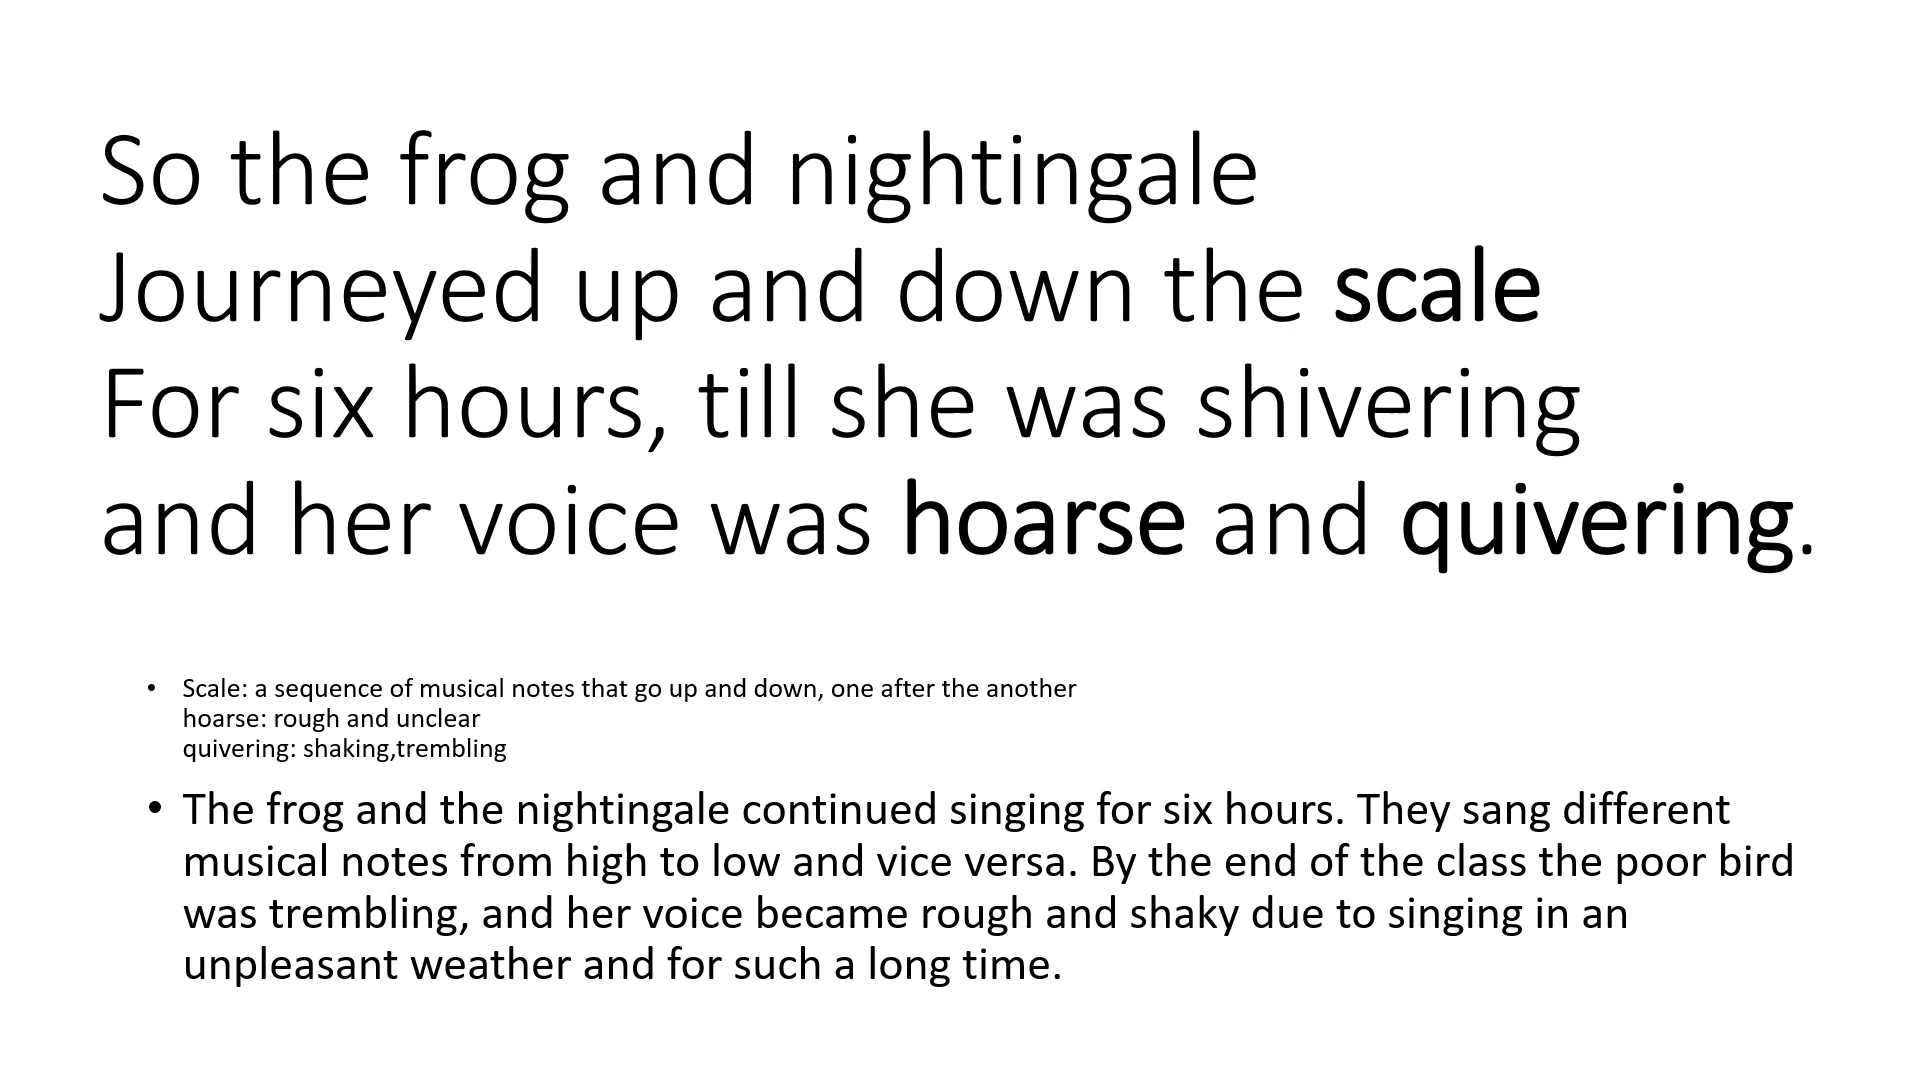 So the frog and nightingale
Journeyed up and down the scale
For six hours, till she was shivering
and her voice was hoarse and quivering.
• Scale: a sequence of musical notes that go up and down, one after the another
hoarse: rough and unclear
quivering: shaking,trembling
• The frog and the nightingale continued singing for six hours. They sang different
musical notes from high to low and vice versa. By the end of the class the poor bird
was trembling, and her voice became rough and shaky due to singing in an
unpleasant weather and for such a long time.